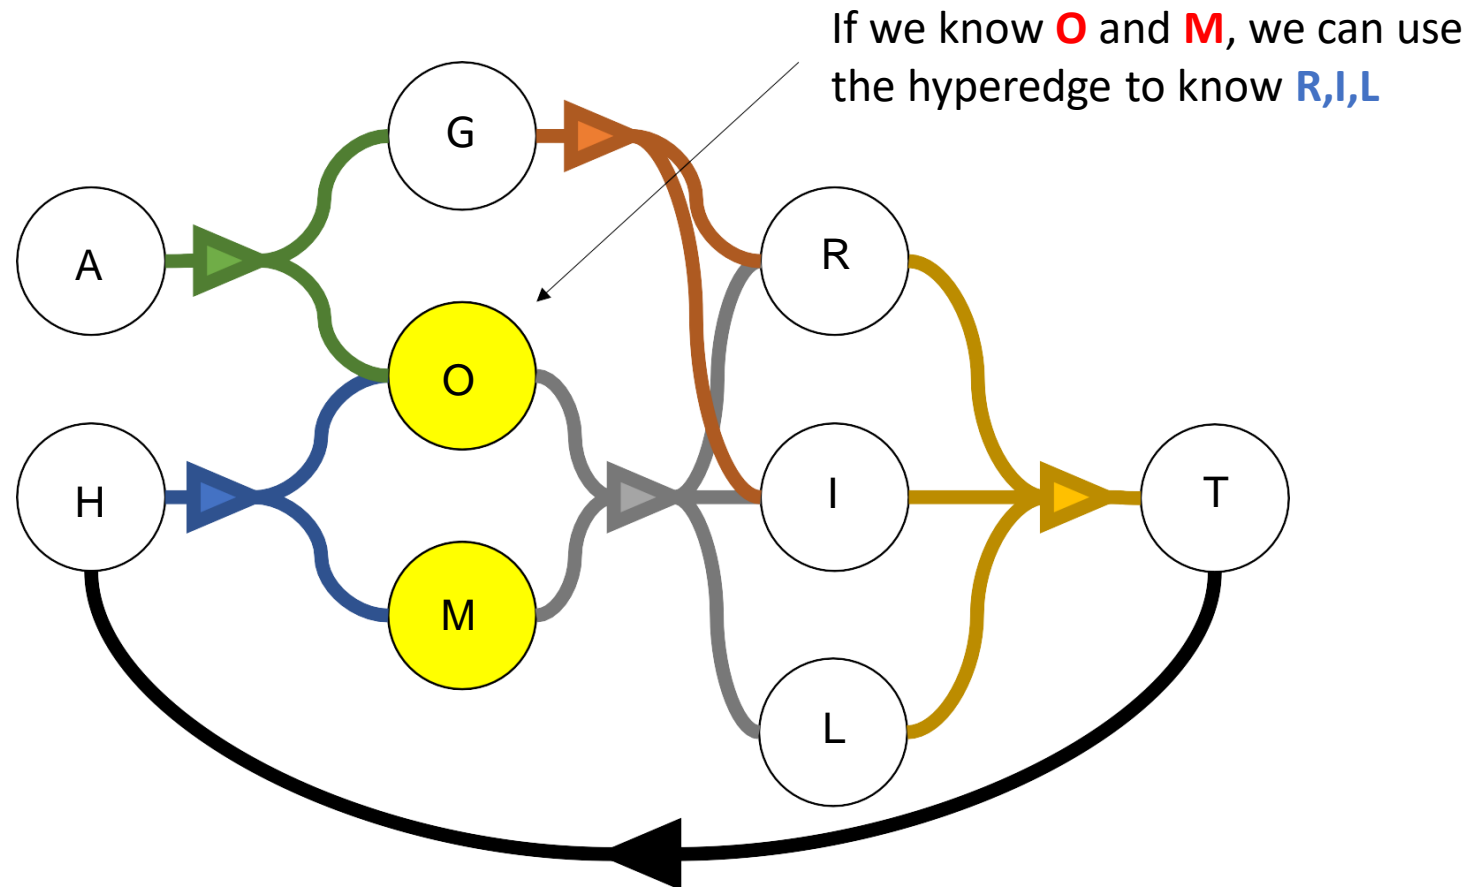 If we know O and M, we can use
the hyperedge to know R,I,L
G
A
R
O
H
I
T
M
L